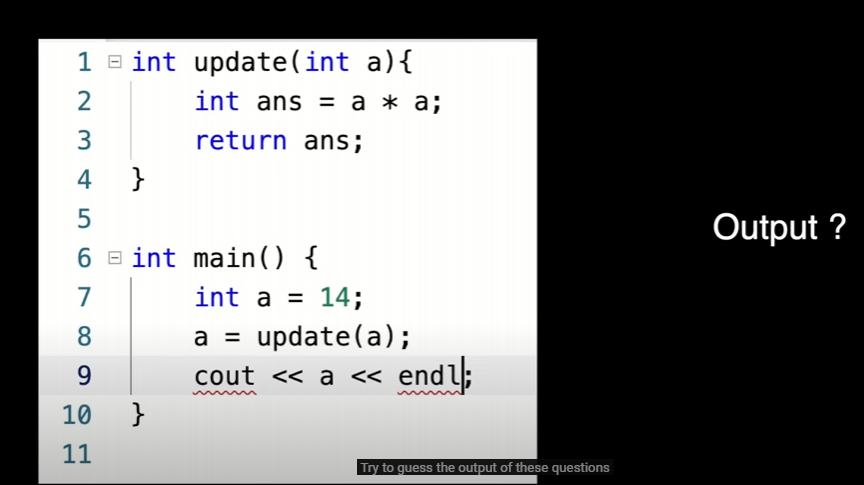 1 int update(int a){
2 int ans = a * a;
3 return ans;
4 }
5
6 int main() {
7 int a = 14;
8 a = update(a);
9 cout << a << endl;
10 }
11
Output ?
Try to guess the output of these questions